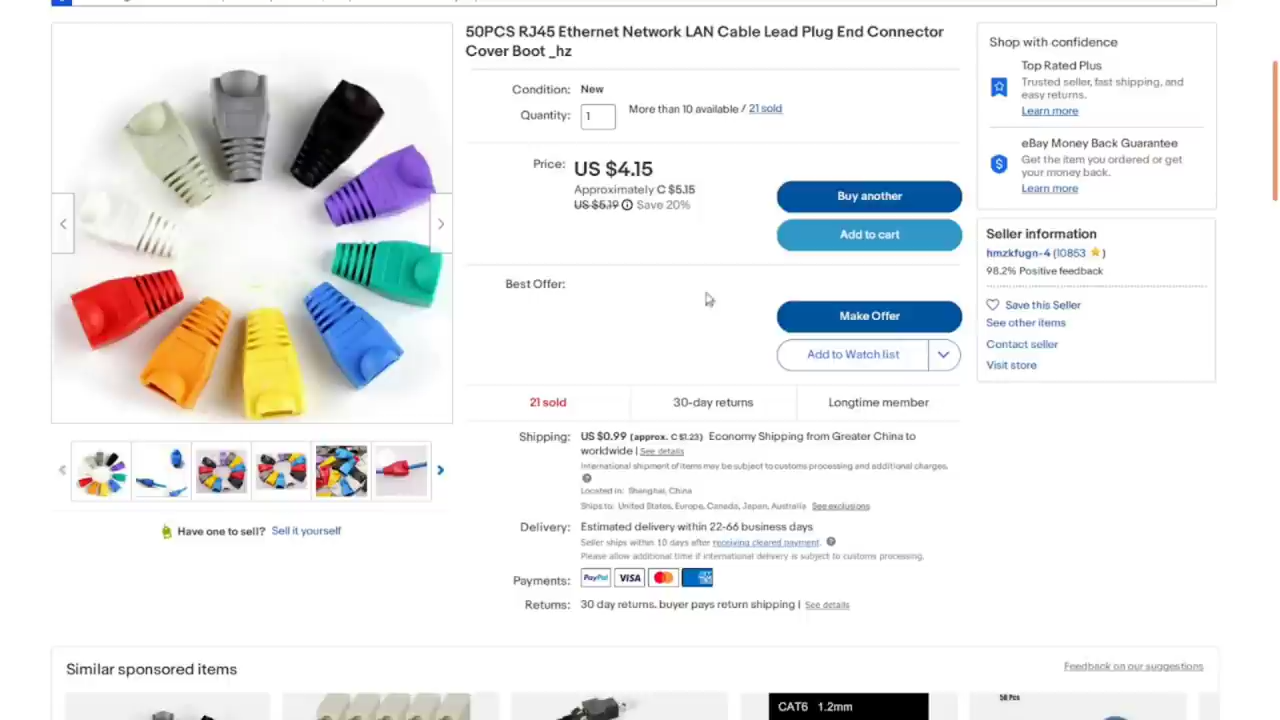 50PCS RJ45 Ethernet Network LAN Cable Lead Plug End Connector
Cover Boot _hz
Condition: New
Quantity: 1 More than 10 available / 21 sold
Price: US $4.15
Approximately C $5.15
US $5.19 Save 20%
Buy another
Add to cart
Best Offer:
Make Offer
Add to Watch list
21 sold 30-day returns Longtime member
Shipping: US $0.99 (approx. C $1.23) Economy Shipping from Greater China to
worldwide | See details
International shipment of items may be subject to customs processing and additional charges.
Located in: Shanghai, China
Ships to: United States, Europe, Canada, Japan, Australia See exclusions
Delivery: Estimated delivery within 22-66 business days
Seller ships within 10 days after receiving cleared payment.
Please allow additional time if international delivery is subject to customs processing.
Payments: PayPal VISA
Returns: 30 day returns. buyer pays return shipping | See details
Shop with confidence
Top Rated Plus
Trusted seller, fast shipping, and
easy returns.
Learn more
eBay Money Back Guarantee
Get the item you ordered or get
your money back.
Learn more
Seller information
hmzkfugn-4 (10853 )
98.2% Positive feedback
Save this Seller
See other items
Contact seller
Visit store
Have one to sell? Sell it yourself
Similar sponsored items
Feedback on our suggestions
CAT6 1.2mm
50 Pcs